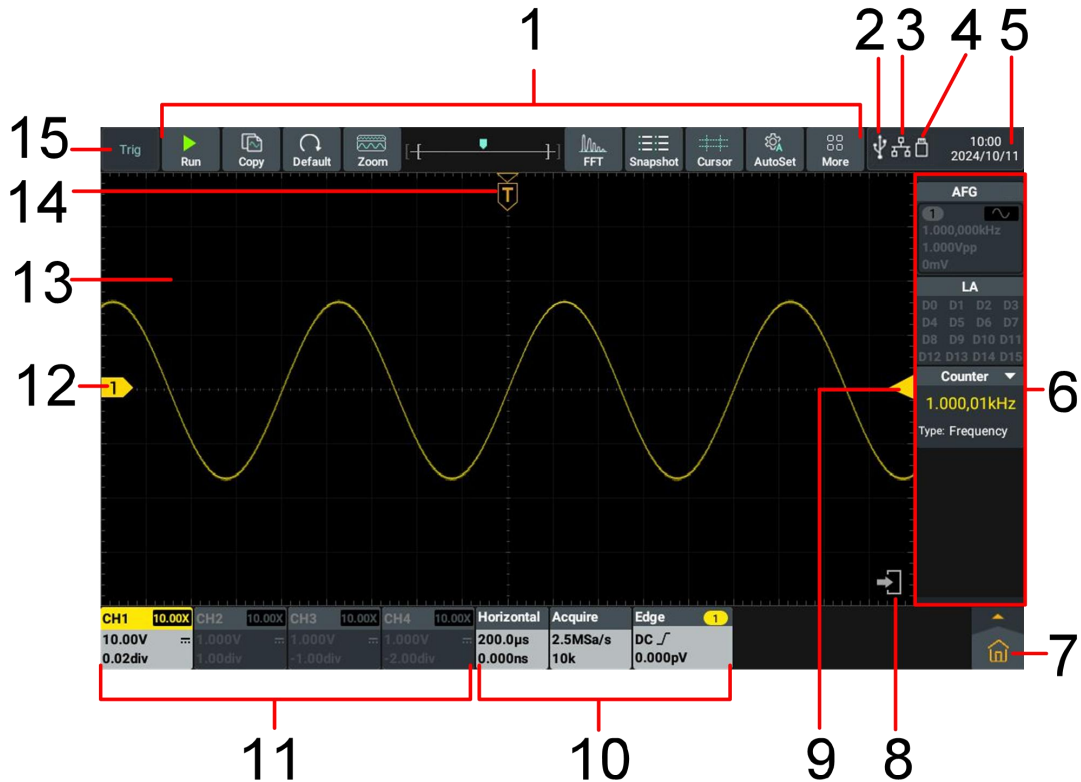 1
2 3 4 5
15
Trig
Run
Copy
Default
Zoom
FFT
Snapshot
Cursor
AutoSet
More
10:00
2024/10/11
14
T
AFG
1
1.000,000kHz
1.000Vpp
0mV
13
LA
D0 D1 D2 D3
D4 D5 D6 D7
D8 D9 D10 D11
D12 D13 D14 D15
12
1
Counter
6
1.000,01kHz
Type: Frequency
CH1 10.00X
10.00V
0.02div
CH2 10.00X
1.000V
1.00div
CH3 10.00X
1.000V
-1.00div
CH4 10.00X
1.000V
-2.00div
Horizontal
200.0µs
0.000ns
Acquire
2.5MSa/s
10k
Edge 1
DC
0.000pV
7
11
10
9
8